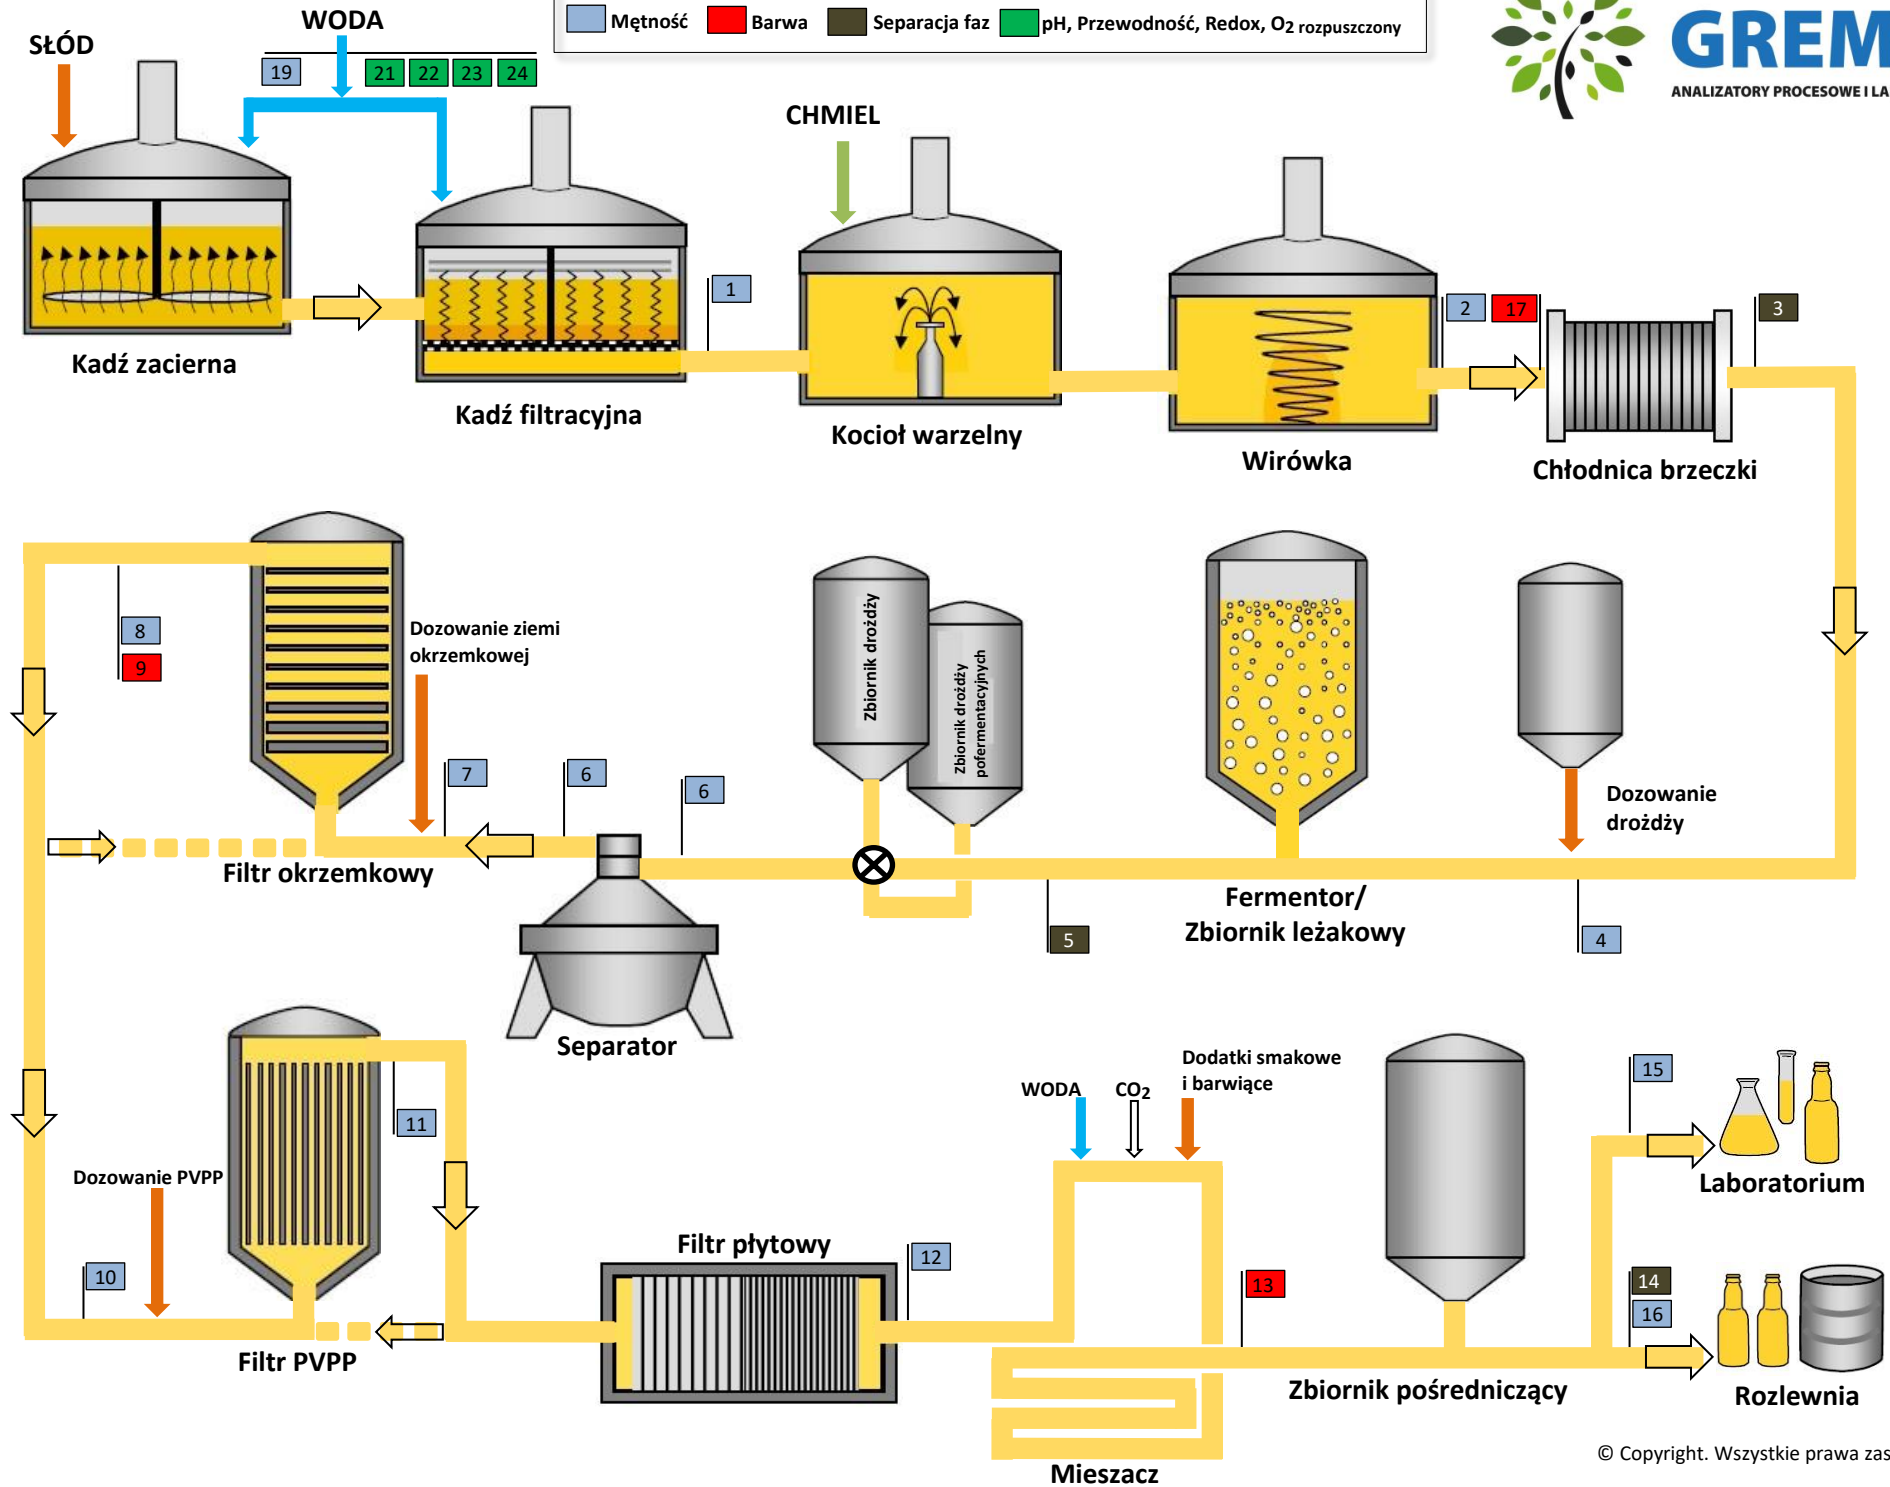 Mętność Barwa Separacja faz pH, Przewodność, Redox, O2 rozpuszczony
GREM
ANALIZATORY PROCESOWE I LA
SŁÓD
WODA
19 21 22 23 24
CHMIEL
1
2 17
3
Kadź zacierna
Kadź filtracyjna
Kocioł warzelny
Wirówka
Chłodnica brzeczki
8
9
Dozowanie ziemi
okrzemkowej
Zbiornik drożdży
Zbiornik drożdży
pofermentacyjnych
7
6
6
Dozowanie
drożdży
Filtr okrzemkowy
Fermentor/
Zbiornik leżakowy
5
4
Separator
11
Dozowanie PVPP
10
Filtr PVPP
Filtr płytowy
12
WODA
CO2
Dodatki smakowe
i barwiące
13
15
Laboratorium
14
16
Zbiornik pośredniczący
Rozlewnia
Mieszacz
© Copyright. Wszystkie prawa zas